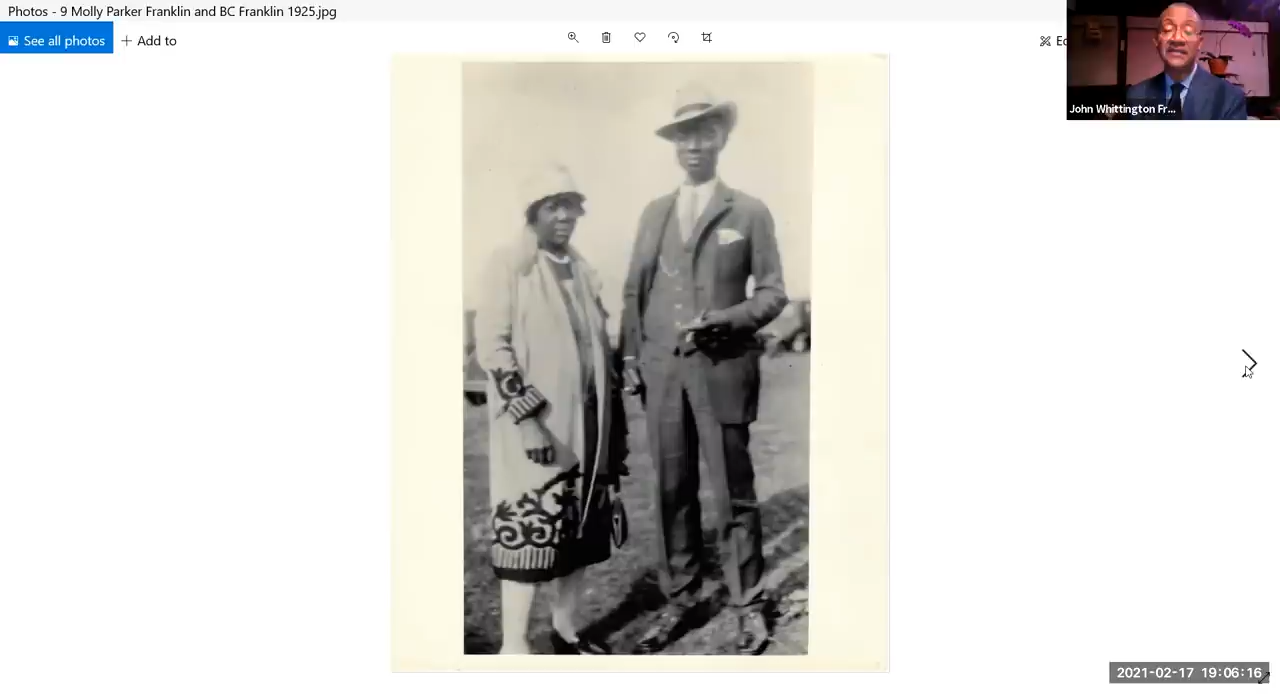 Photos - 9 Molly Parker Franklin and BC Franklin 1925.jpg
See all photos
+ Add to
Ed
John Whittington Fr...
2021-02-17 19:06:16